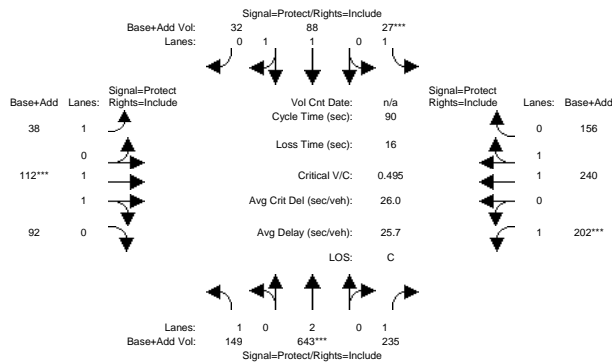 Signal=Protect/Rights=Include
Base+Add Vol: 32 88 27***
Lanes: 0 1 1 0 1
Signal=Protect Signal=Protect
Base+Add Lanes: Rights=Include Vol Cnt Date: n/a Rights=Include Lanes: Base+Add
Cycle Time (sec): 90
38 1 0 156
Loss Time (sec): 16
0 1
112*** 1 Critical V/C: 0.495 1 240
1 Avg Crit Del (sec/veh): 26.0 0
92 0 Avg Delay (sec/veh): 25.7 1 202***
LOS: C
Lanes: 1 0 2 0 1
Base+Add Vol: 149 643*** 235
Signal=Protect/Rights=Include